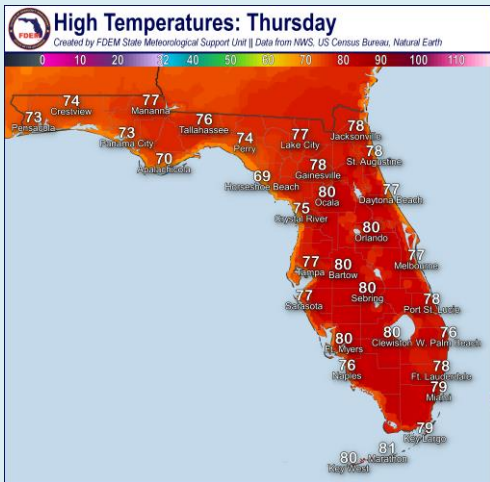 FDEM
High Temperatures: Thursday
Created by FDEM State Meteorological Support Unit || Data from NWS, US Census Bureau, Natural Earth
0 10 20 32 40 50 60 70 80 90 100 110
73
Pensacola
74
Crestview
77
Marianna
73
Panama City
76
Tallahassee
70
Apalachicola
74
Perry
77
Lake City
78
Jacksonville
78
St. Augustine
69
Horseshoe Beach
78
Gainesville
80
Ocala
77
Daytona Beach
75
Crystal River
80
Orlando
77
Tampa
80
Bartow
77
Melbourne
77
Sarasota
80
Sebring
78
Port St. Lucie
80
Ft. Myers
80
Clewiston
76
W. Palm Beach
76
Naples
78
Ft. Lauderdale
79
Miami
79
Key Largo
81
Marathon
80
Key West